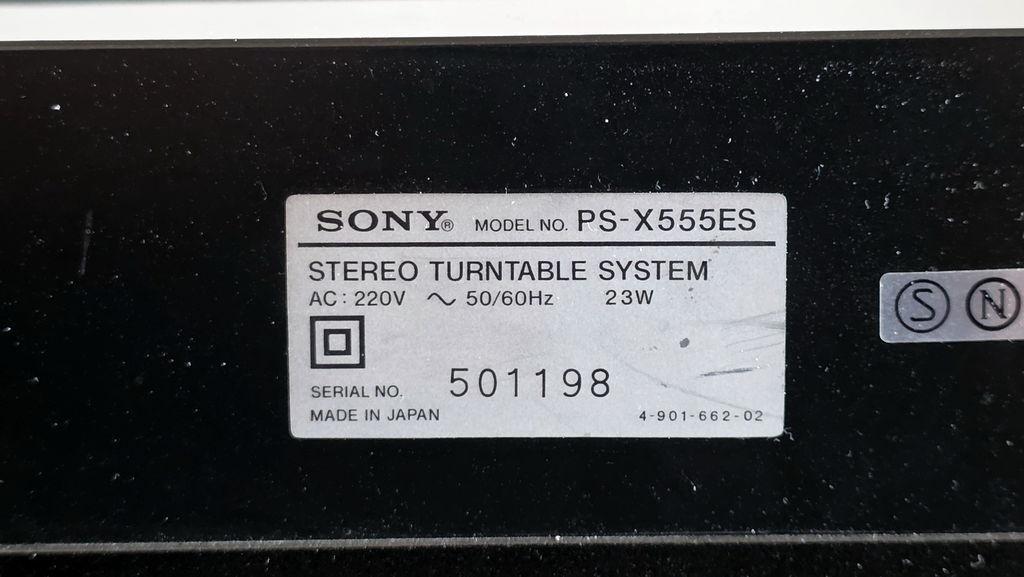 SONY® MODEL NO. PS-X555ES
STEREO TURNTABLE SYSTEM
AC: 220V ~ 50/60Hz 23W
SERIAL NO. 501198
MADE IN JAPAN 4-901-662-02
S N